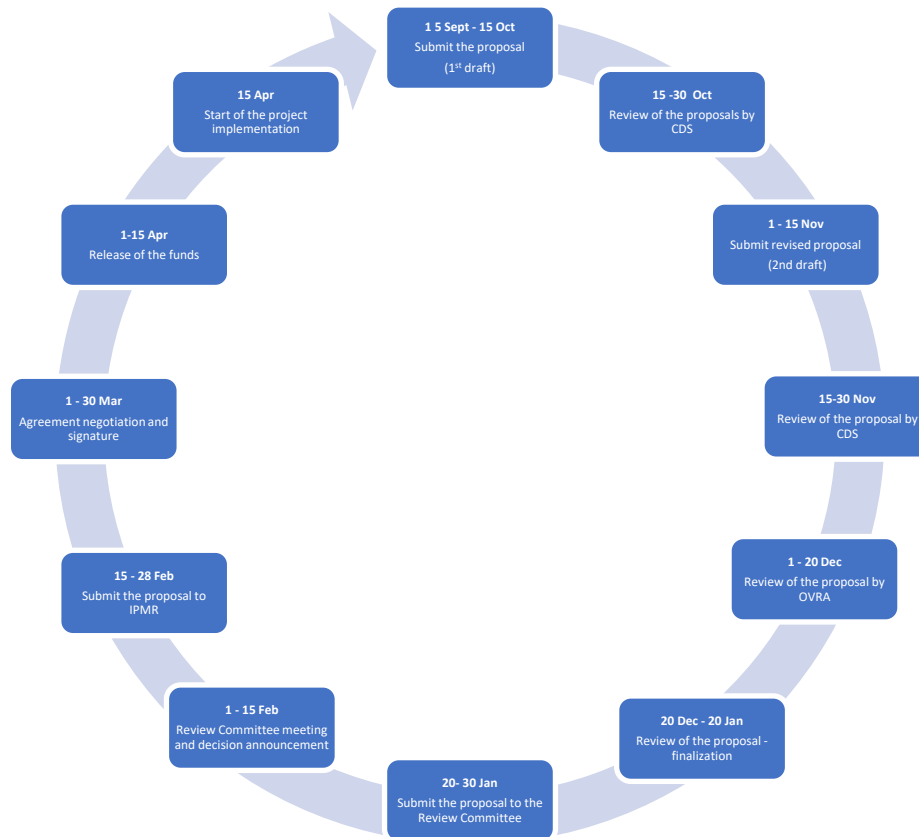 1 5 Sept - 15 Oct
Submit the proposal
(1st draft)
15 -30 Oct
Review of the proposals by
CDS
1 - 15 Nov
Submit revised proposal
(2nd draft)
15-30 Nov
Review of the proposal by
CDS
1 - 20 Dec
Review of the proposal by
OVRA
20 Dec - 20 Jan
Review of the proposal -
finalization
20- 30 Jan
Submit the proposal to the
Review Committee
1 - 15 Feb
Review Committee meeting
and decision announcement
15 - 28 Feb
Submit the proposal to
IPMR
1 - 30 Mar
Agreement negotiation and
signature
1-15 Apr
Release of the funds
15 Apr
Start of the project
implementation